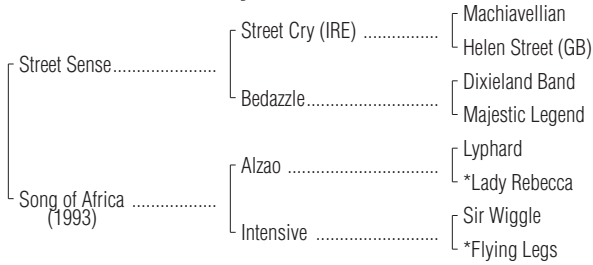 Machiavellian
Street Cry (IRE) ................
Helen Street (GB)
Street Sense......................
Dixieland Band
Bedazzle............................
Majestic Legend
Lyphard
Alzao ................................
*Lady Rebecca
Song of Africa ..................
(1993)
Sir Wiggle
Intensive ..........................
*Flying Legs